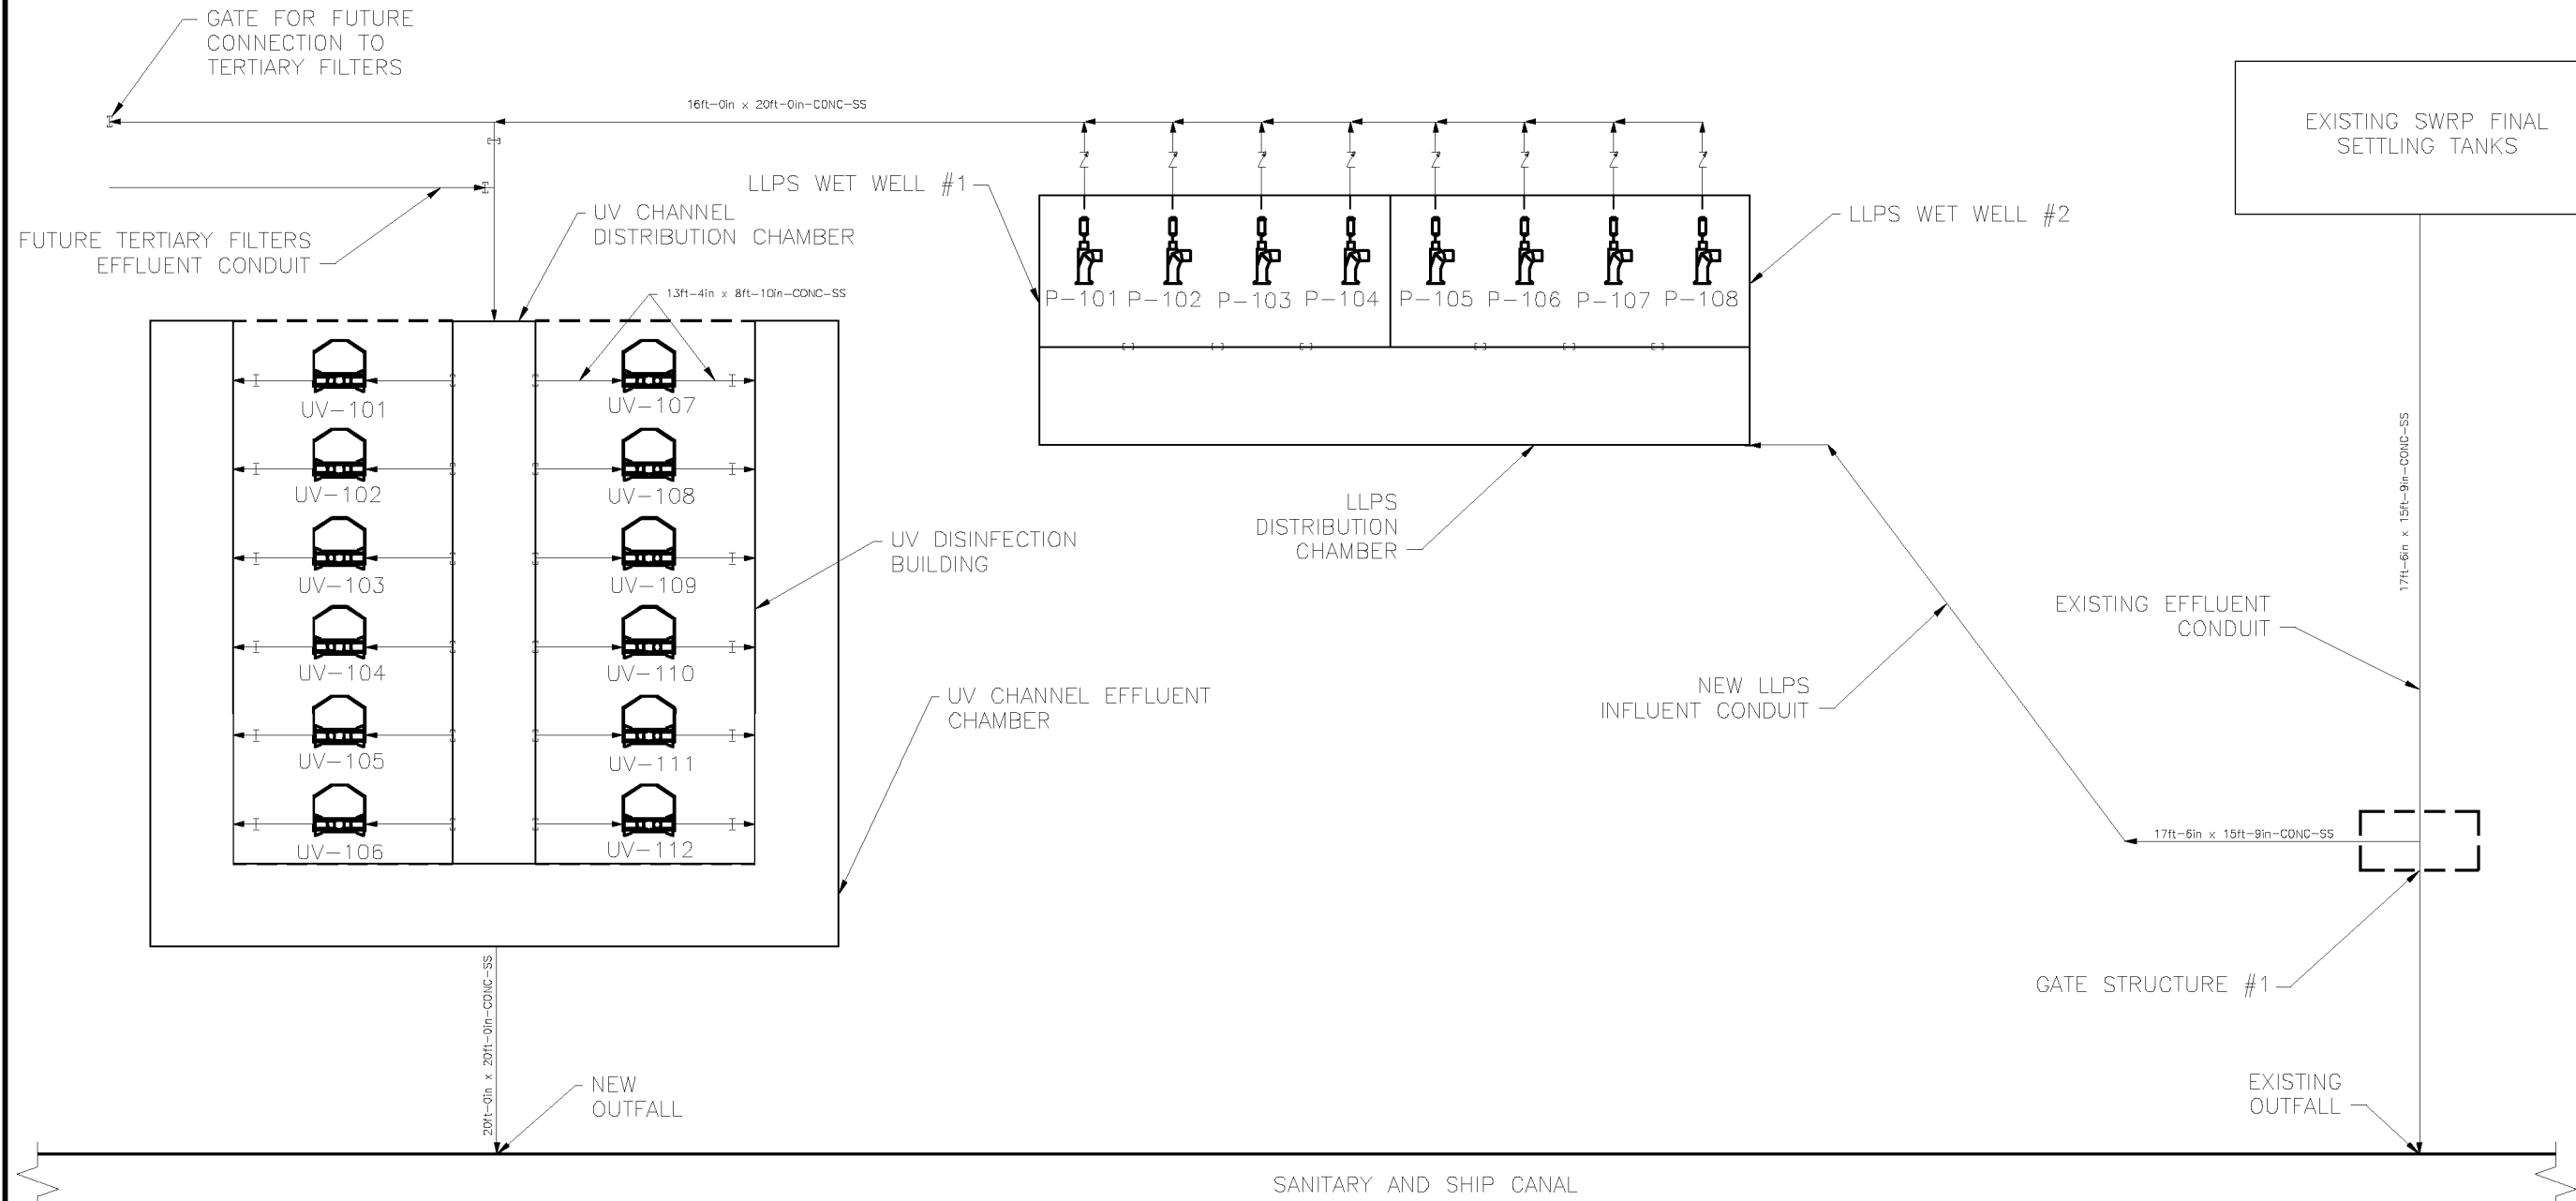 GATE FOR FUTURE
CONNECTION TO
TERTIARY FILTERS
16ft-0in x 20ft-0in-CONC-SS
EXISTING SWRP FINAL
SETTLING TANKS
LLPS WET WELL #1
LLPS WET WELL #2
UV CHANNEL
DISTRIBUTION CHAMBER
FUTURE TERTIARY FILTERS
EFFLUENT CONDUIT
13ft-4in x 8ft-10in-CONC-SS
P-101
P-102
P-103
P-104
P-105
P-106
P-107
P-108
UV-101
UV-107
UV-102
UV-108
UV-103
UV-109
UV-104
UV-110
UV-105
UV-111
UV-106
UV-112
LLPS
DISTRIBUTION
CHAMBER
UV DISINFECTION
BUILDING
17ft-6in x 15ft-9in-CONC-SS
EXISTING EFFLUENT
CONDUIT
UV CHANNEL EFFLUENT
CHAMBER
NEW LLPS
INFLUENT CONDUIT
17ft-6in x 15ft-9in-CONC-SS
GATE STRUCTURE #1
20ft-0in x 20ft-0in-CONC-SS
NEW
OUTFALL
EXISTING
OUTFALL
SANITARY AND SHIP CANAL